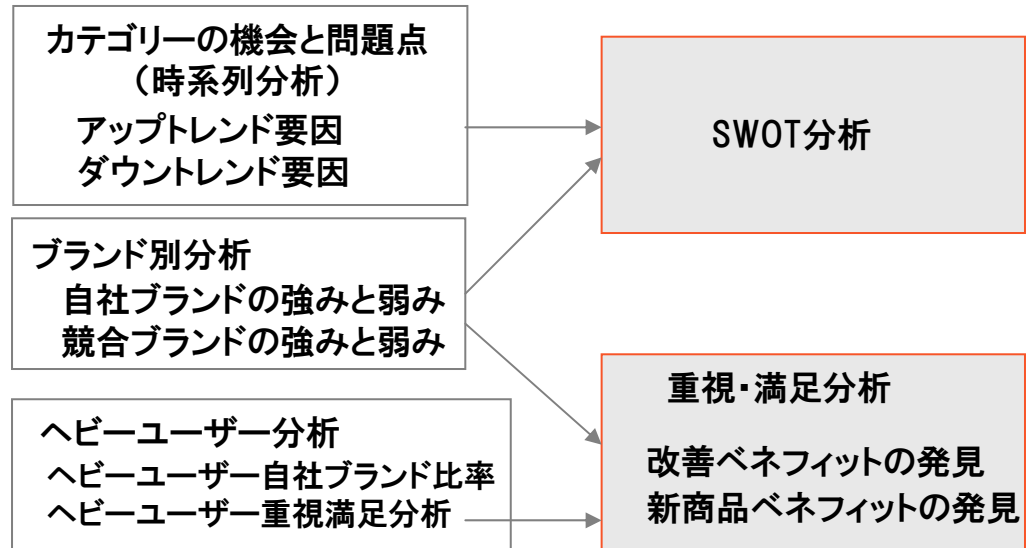 カテゴリーの機会と問題点
（時系列分析）
アップトレンド要因
ダウントレンド要因
SWOT分析
ブランド別分析
自社ブランドの強みと弱み
競合ブランドの強みと弱み
ヘビーユーザー分析
ヘビーユーザー自社ブランド比率
ヘビーユーザー重視満足分析
重視・満足分析
改善ベネフィットの発見
新商品ベネフィットの発見